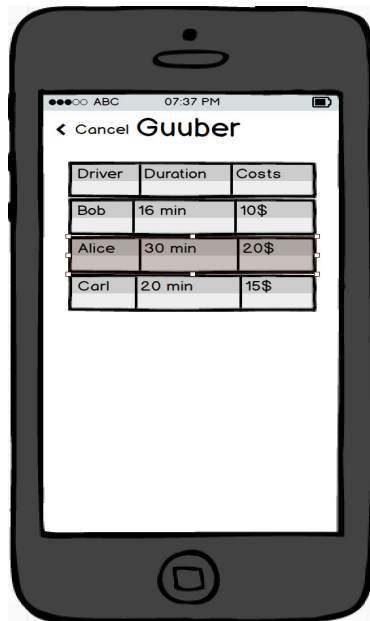 ABC 07:37 PM
Cancel Guuber
Driver Duration Costs
Bob 16 min 10$
Alice 30 min 20$
Carl 20 min 15$